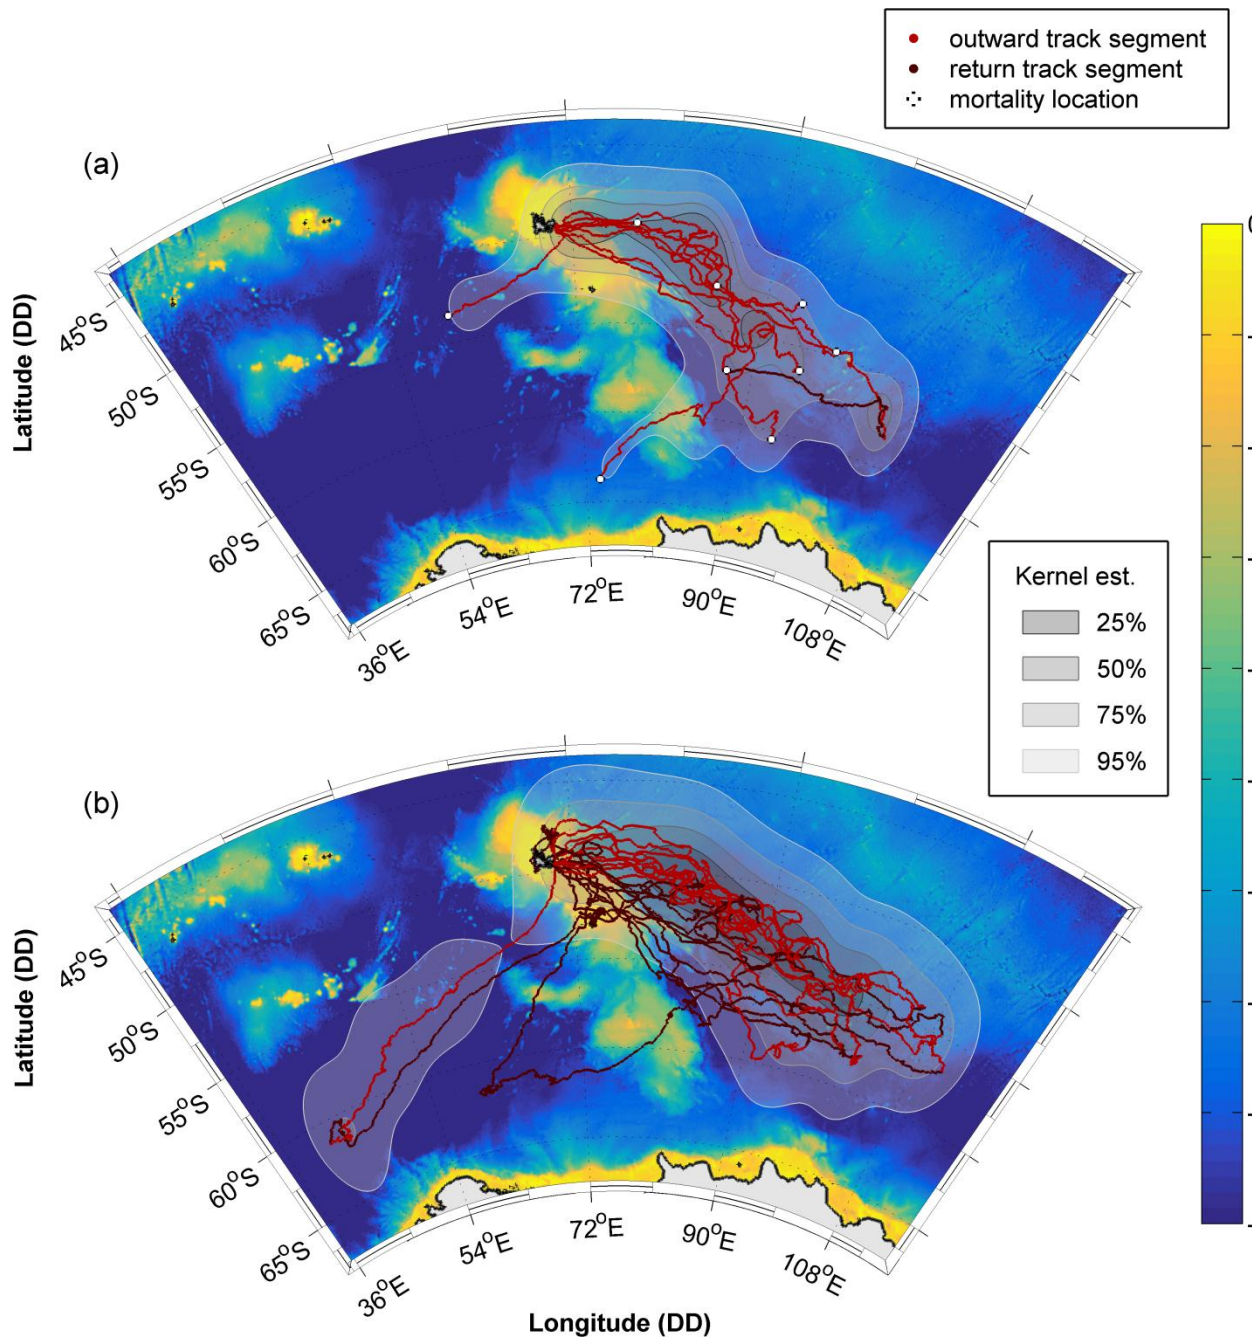 outward track segment
return track segment
mortality location
(a)
0
Latitude (DD)
45°S
50°S
55°S
60°S
65°S
36°E
54°E
72°E
90°E
108°E
Kernel est.
25%
50%
75%
95%
(b)
Latitude (DD)
45°S
50°S
55°S
60°S
65°S
36°E
54°E
72°E
90°E
108°E
Longitude (DD)